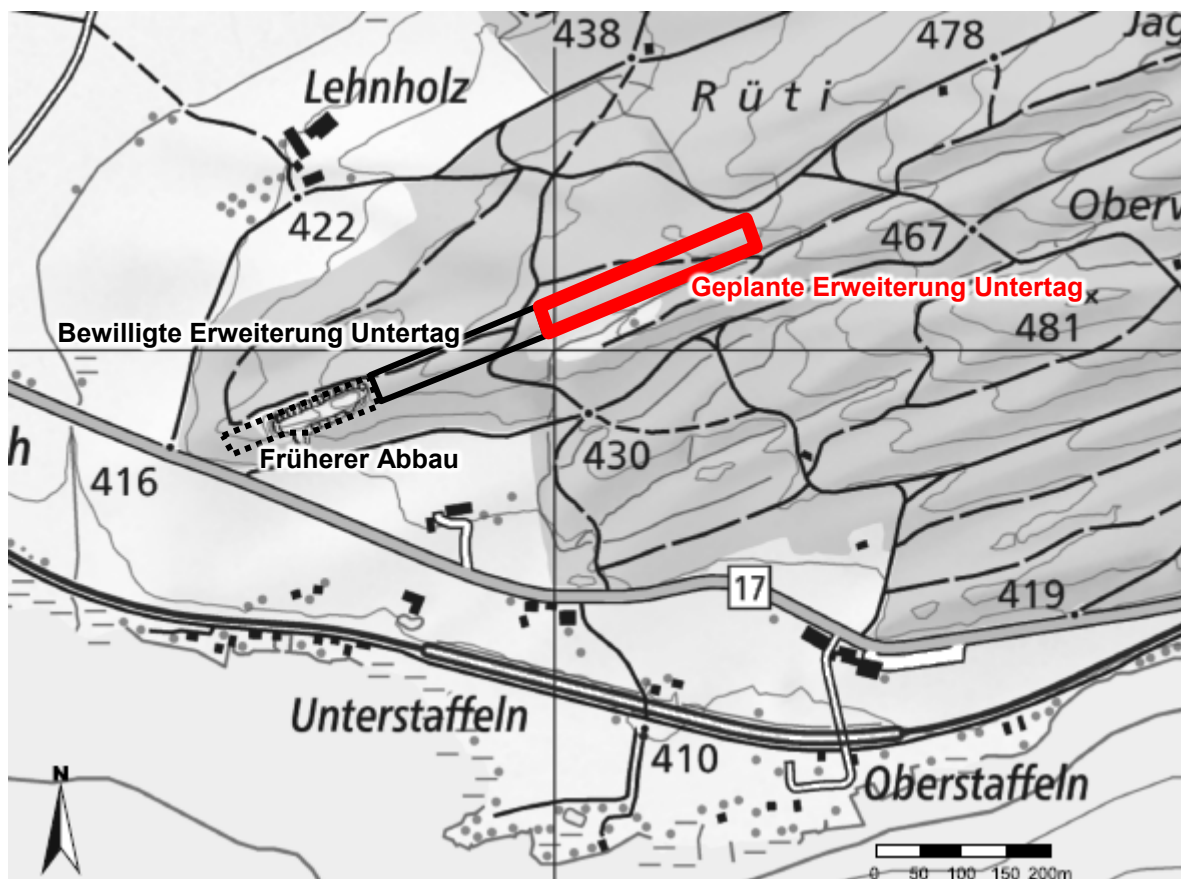 438
478
Jag
Lehnholz
Rüti
422
Oberw
467
Geplante Erweiterung Untertag
Bewilligte Erweiterung Untertag
481
h
Früherer Abbau
430
416
17
419
Unterstaffeln
410
Oberstaffeln
N
0 50 100 150 200m